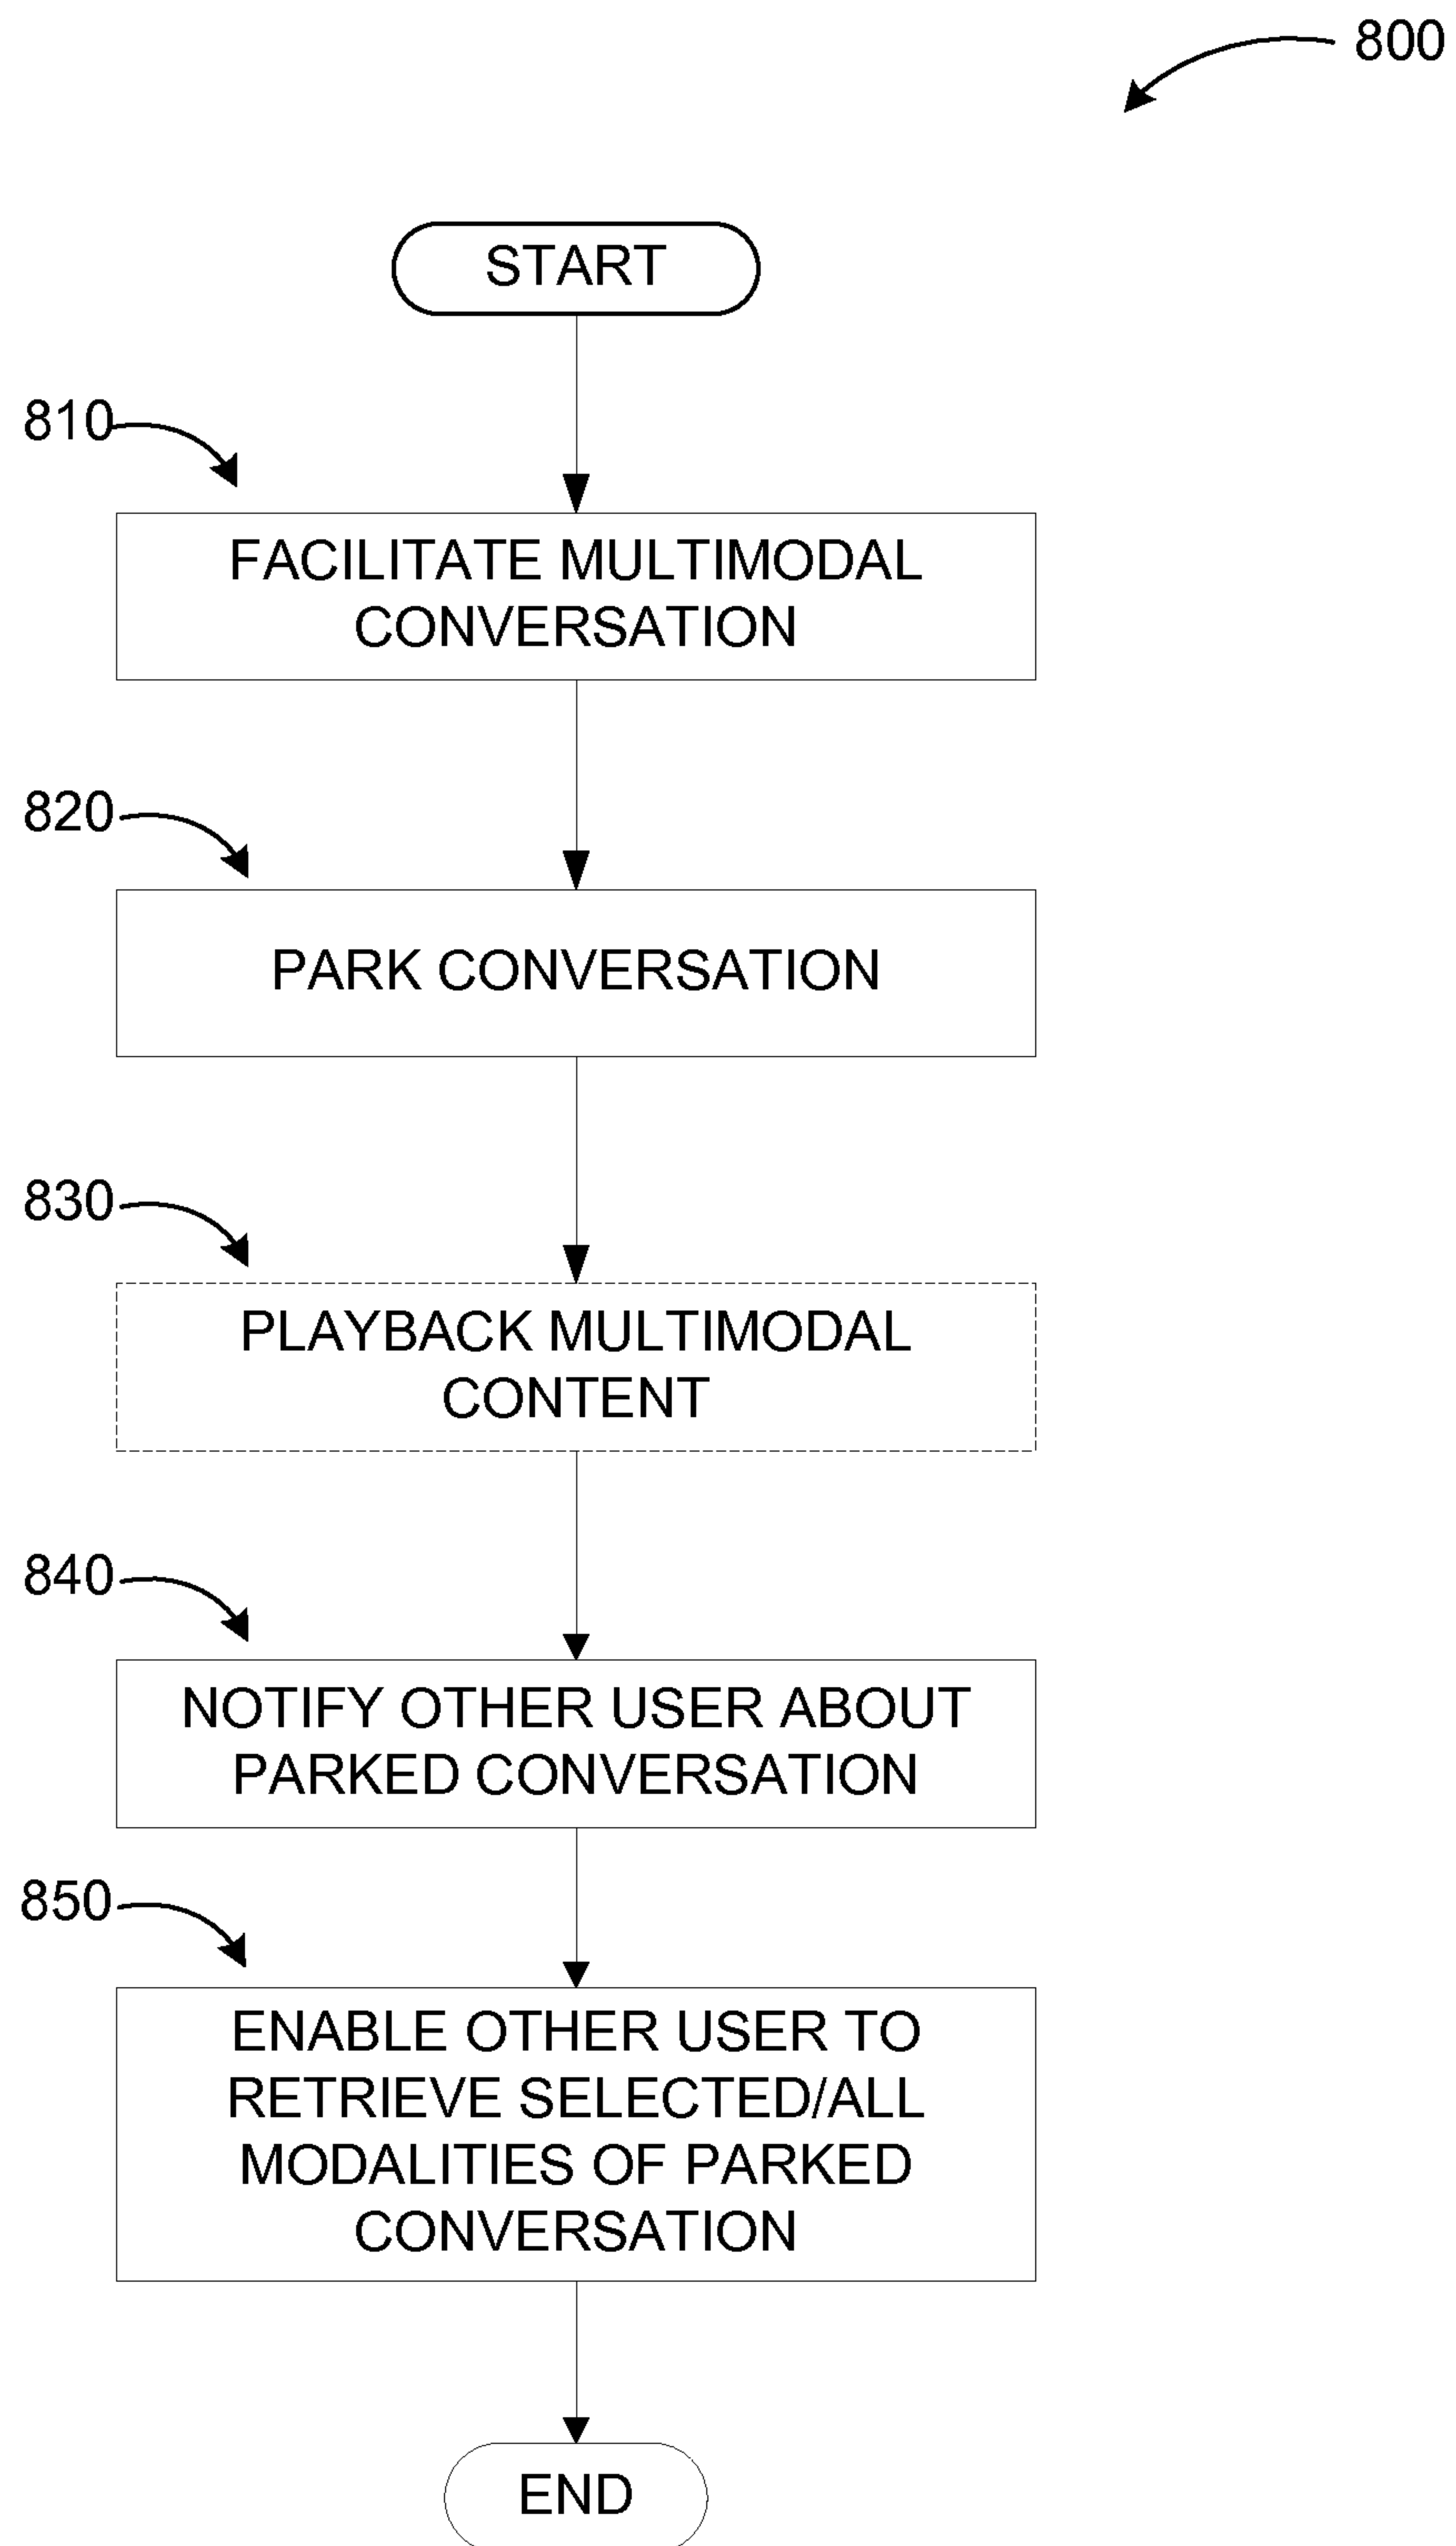 800
START
810
FACILITATE MULTIMODAL
CONVERSATION
820
PARK CONVERSATION
830
PLAYBACK MULTIMODAL
CONTENT
840
NOTIFY OTHER USER ABOUT
PARKED CONVERSATION
850
ENABLE OTHER USER TO
RETRIEVE SELECTED/ALL
MODALITIES OF PARKED
CONVERSATION
END